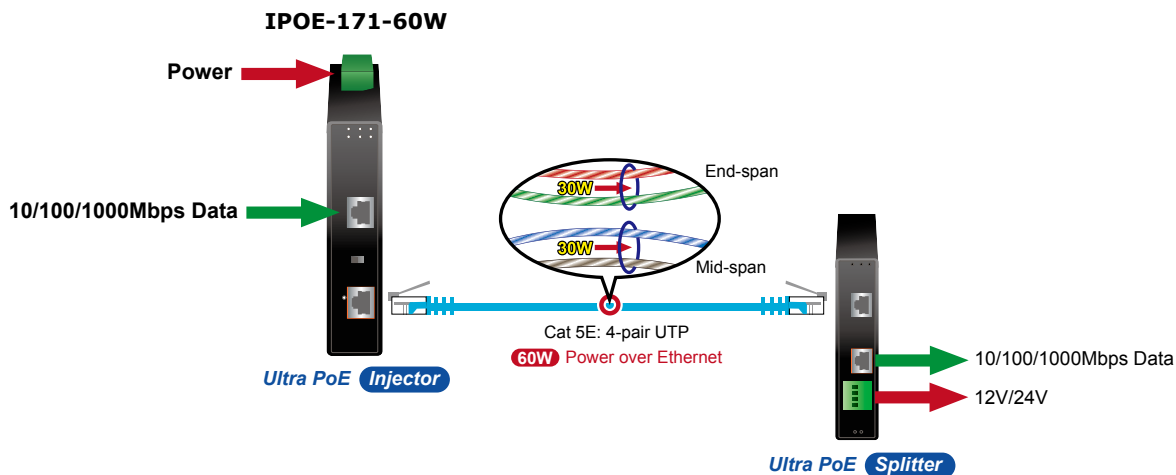 IPOE-171-60W
Power
10/100/1000Mbps Data
End-span
30W
30W
Mid-span
Cat 5E: 4-pair UTP
60W Power over Ethernet
Ultra PoE Injector
10/100/1000Mbps Data
12V/24V
Ultra PoE Splitter